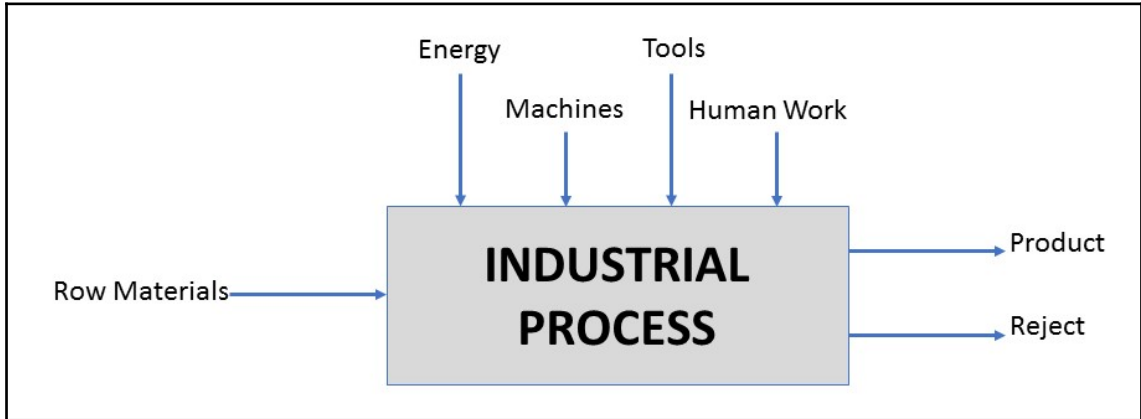 Energy
Tools
Machines
Human Work
INDUSTRIAL
PROCESS
Product
Row Materials
Reject